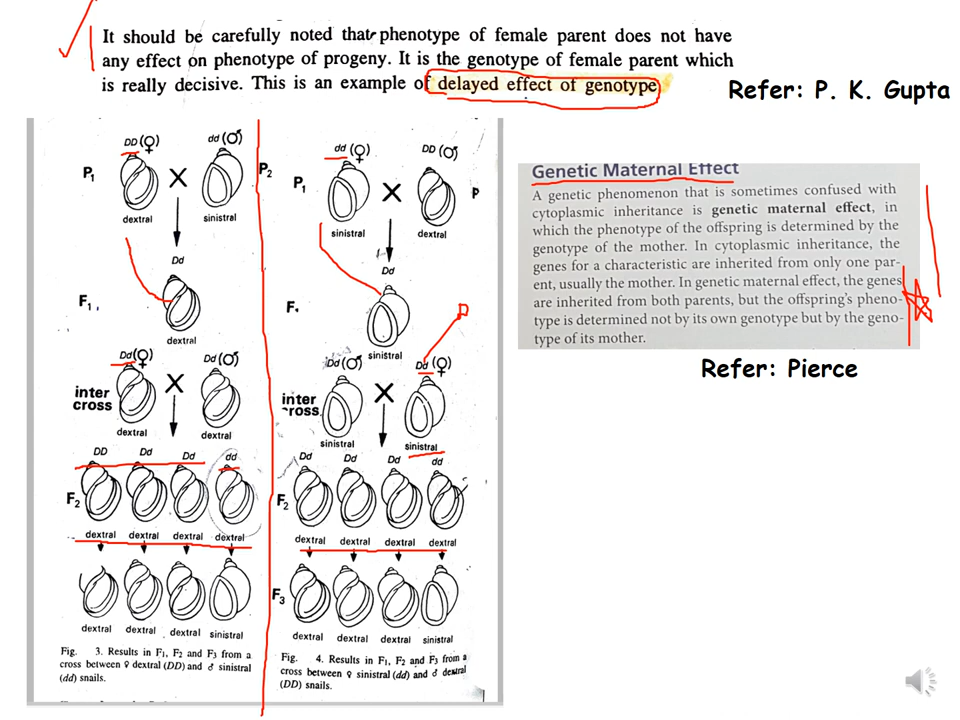 It should be carefully noted that phenotype of female parent does not have
any effect on phenotype of progeny. It is the genotype of female parent which
is really decisive. This is an example of delayed effect of genotype
Refer: P. K. Gupta
DD (♀)
dd (♂)
P₁
X
dextral
sinistral
Dd
F₁
dextral
Dd (♀)
Dd (♂)
inter
cross
X
dextral
dextral
DD Dd Dd dd
F₂
dextral dextral dextral dextral
dextral dextral dextral sinistral
Fig. 3. Results in F₁, F₂ and F₃ from a
cross between ♀ dextral (DD) and ♂ sinistral
(dd) snails.
P₂
dd (♀)
DD (♂)
P₁
X
P
sinistral
dextral
Dd
F.
sinistral
Dd (♂)
Dd (♀)
inter
ross
X
sinistral
sinistral
Dd Dd Dd dd
F₂
dextral dextral dextral dextral
F₃
dextral dextral dextral sinistral
Fig. 4. Results in F₁, F₂ and F₃ from a
cross between ♀ sinistral (dd) and ♂ dextral
(DD) snails.
Genetic Maternal Effect
A genetic phenomenon that is sometimes confused with
cytoplasmic inheritance is genetic maternal effect, in
which the phenotype of the offspring is determined by the
genotype of the mother. In cytoplasmic inheritance, the
genes for a characteristic are inherited from only one par-
ent, usually the mother. In genetic maternal effect, the genes
are inherited from both parents, but the offspring's pheno-
type is determined not by its own genotype but by the geno-
type of its mother.
Refer: Pierce